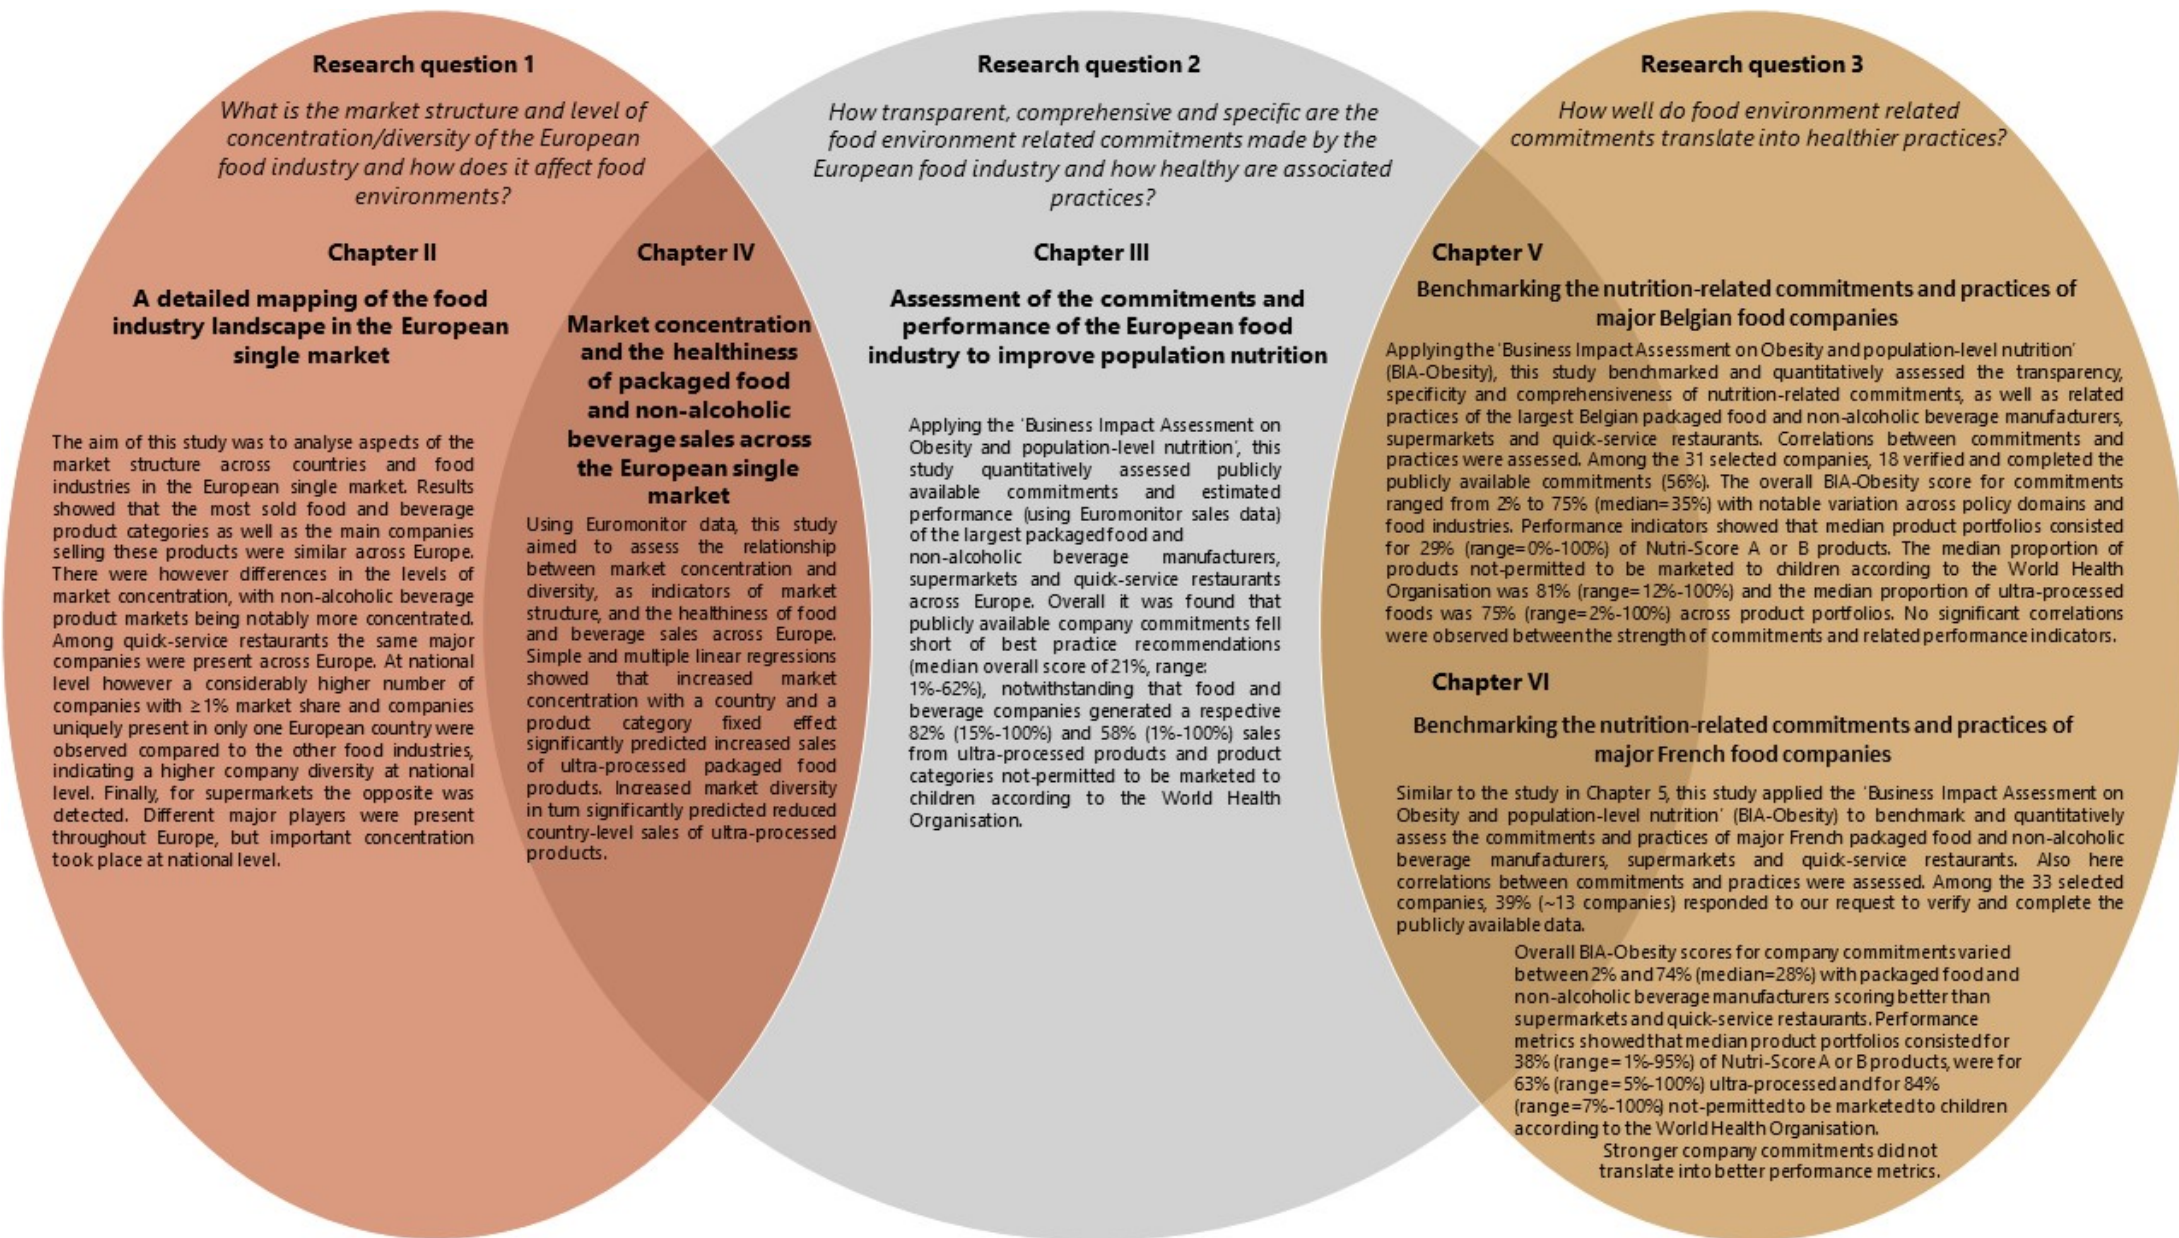 Research question 1
What is the market structure and level of
concentration/diversity of the European
food industry and how does it affect food
environments?
Chapter II
A detailed mapping of the food
industry landscape in the European
single market
The aim of this study was to analyse aspects of the
market structure across countries and food
industries in the European single market. Results
showed that the most sold food and beverage
product categories as well as the main companies
selling these products were similar across Europe.
There were however differences in the levels of
market concentration, with non-alcoholic beverage
product markets being notably more concentrated.
Among quick-service restaurants the same major
companies were present across Europe. At national
level however a considerably higher number of
companies with ≥1% market share and companies
uniquely present in only one European country were
observed compared to the other food industries,
indicating a higher company diversity at national
level. Finally, for supermarkets the opposite was
detected. Different major players were present
throughout Europe, but important concentration
took place at national level.
Chapter IV
Market concentration
and the healthiness
of packaged food
and non-alcoholic
beverage sales across
the European single
market
Using Euromonitor data, this study
aimed to assess the relationship
between market concentration and
diversity, as indicators of market
structure, and the healthiness of food
and beverage sales across Europe.
Simple and multiple linear regressions
showed that increased market
concentration with a country and a
product category fixed effect
significantly predicted increased sales
of ultra-processed packaged food
products. Increased market diversity
in turn significantly predicted reduced
country-level sales of ultra-processed
products.
Research question 2
How transparent, comprehensive and specific are the
food environment related commitments made by the
European food industry and how healthy are associated
practices?
Chapter III
Assessment of the commitments and
performance of the European food
industry to improve population nutrition
Applying the 'Business Impact Assessment on
Obesity and population-level nutrition', this
study quantitatively assessed publicly
available commitments and estimated
performance (using Euromonitor sales data)
of the largest packaged food and
non-alcoholic beverage manufacturers,
supermarkets and quick-service restaurants
across Europe. Overall it was found that
publicly available company commitments fell
short of best practice recommendations
(median overall score of 21%, range:
1%-62%), notwithstanding that food and
beverage companies generated a respective
82% (15%-100%) and 58% (1%-100%) sales
from ultra-processed products and product
categories not-permitted to be marketed to
children according to the World Health
Organisation.
Research question 3
How well do food environment related
commitments translate into healthier practices?
Chapter V
Benchmarking the nutrition-related commitments and practices of
major Belgian food companies
Applying the 'Business Impact Assessment on Obesity and population-level nutrition'
(BIA-Obesity), this study benchmarked and quantitatively assessed the transparency,
specificity and comprehensiveness of nutrition-related commitments, as well as related
practices of the largest Belgian packaged food and non-alcoholic beverage manufacturers,
supermarkets and quick-service restaurants. Correlations between commitments and
practices were assessed. Among the 31 selected companies, 18 verified and completed the
publicly available commitments (56%). The overall BIA-Obesity score for commitments
ranged from 2% to 75% (median=35%) with notable variation across policy domains and
food industries. Performance indicators showed that median product portfolios consisted
for 29% (range=0%-100%) of Nutri-Score A or B products. The median proportion of
products not-permitted to be marketed to children according to the World Health
Organisation was 81% (range=12%-100%) and the median proportion of ultra-processed
foods was 75% (range=2%-100%) across product portfolios. No significant correlations
were observed between the strength of commitments and related performance indicators.
Chapter VI
Benchmarking the nutrition-related commitments and practices of
major French food companies
Similar to the study in Chapter 5, this study applied the 'Business Impact Assessment on
Obesity and population-level nutrition' (BIA-Obesity) to benchmark and quantitatively
assess the commitments and practices of major French packaged food and non-alcoholic
beverage manufacturers, supermarkets and quick-service restaurants. Also here
correlations between commitments and practices were assessed. Among the 33 selected
companies, 39% (~13 companies) responded to our request to verify and complete the
publicly available data.
Overall BIA-Obesity scores for company commitments varied
between 2% and 74% (median=28%) with packaged food and
non-alcoholic beverage manufacturers scoring better than
supermarkets and quick-service restaurants. Performance
metrics showed that median product portfolios consisted for
38% (range=1%-95%) of Nutri-Score A or B products, were for
63% (range=5%-100%) ultra-processed and for 84%
(range=7%-100%) not-permitted to be marketed to children
according to the World Health Organisation.
Stronger company commitments did not
translate into better performance metrics.